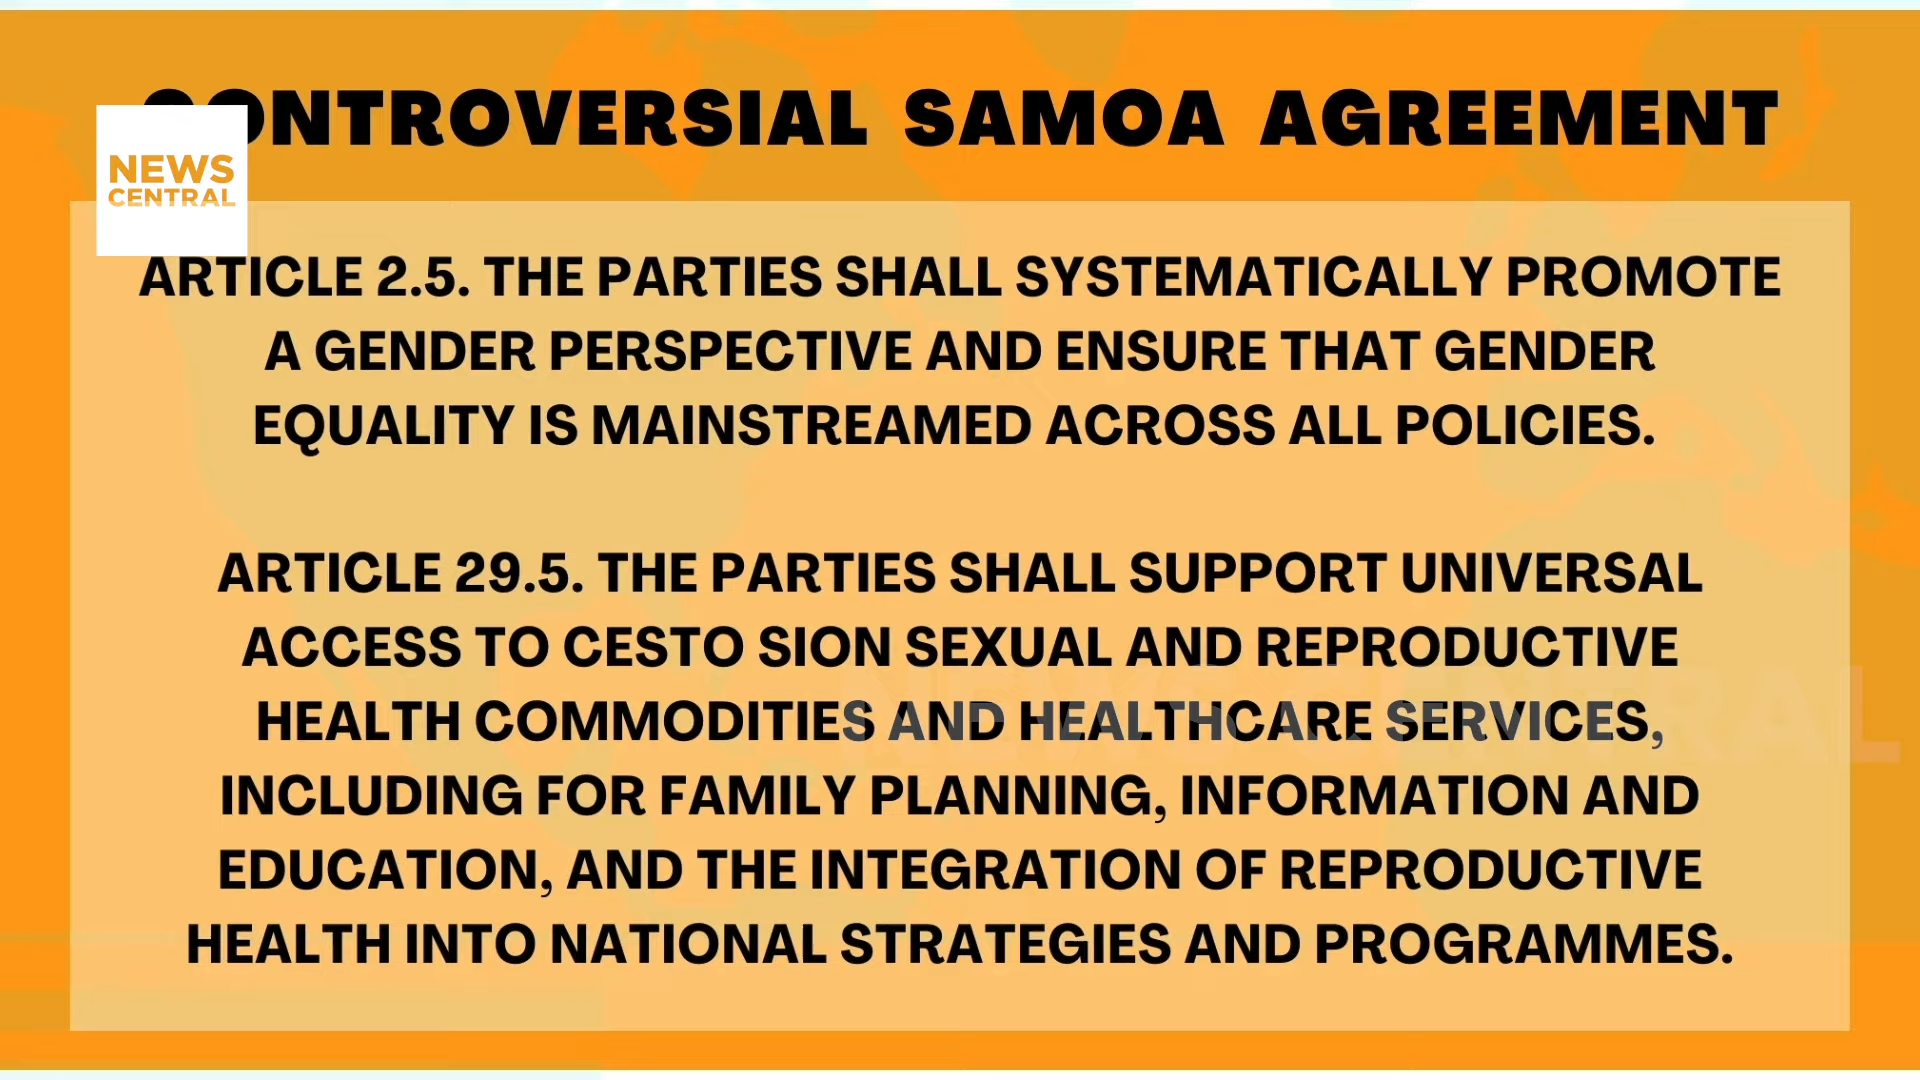 CONTROVERSIAL SAMOA AGREEMENT
NEWS
CENTRAL
ARTICLE 2.5. THE PARTIES SHALL SYSTEMATICALLY PROMOTE
A GENDER PERSPECTIVE AND ENSURE THAT GENDER
EQUALITY IS MAINSTREAMED ACROSS ALL POLICIES.
ARTICLE 29.5. THE PARTIES SHALL SUPPORT UNIVERSAL
ACCESS TO CESTO SION SEXUAL AND REPRODUCTIVE
HEALTH COMMODITIES AND HEALTHCARE SERVICES,
NEWS CENTRAL
INCLUDING FOR FAMILY PLANNING, INFORMATION AND
EDUCATION, AND THE INTEGRATION OF REPRODUCTIVE
HEALTH INTO NATIONAL STRATEGIES AND PROGRAMMES.